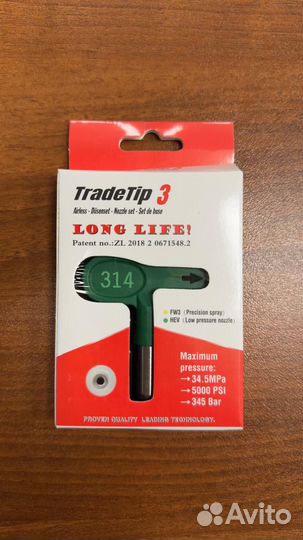 TradeTip 3
Airless - Düsenset - Nozzle set - Set de base
LONG LIFE!
Patent no.:ZL 2018 2 0671548.2
314
FW3 (Precision spray)
HEV (Low pressure nozzle)
Maximum
pressure:
→34.5MPa
→5000 PSI
→345 Bar
PROVEN QUALITY LEADING TECHNOLOGY.
Avito